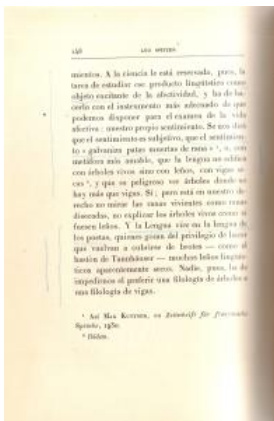 148
LEO SPITZER
mientos. A la ciencia le está reservada, pues, la
tarea de estudiar ese producto lingüístico como
objeto excitante de la afectividad, y ha de ha-
cerlo con el instrumento más adecuado de que
podemos disponer para el examen de la vida
afectiva : nuestro propio sentimiento. Se nos dirá
que el sentimiento es subjetivo, que el sentimien-
to « galvaniza patas muertas de rana » ¹, o, con
metáfora más amable, que la lengua no edifica
con árboles vivos sino con leños, con vigas se-
cas ², y que es peligroso ver árboles donde no
hay más que vigas. Sí ; pero está en nuestro de-
recho no mirar las ranas vivientes como ranas
disecadas, no explicar los árboles vivos como si
fuesen leños. Y la Lengua vive en la lengua de
los poetas, quienes gozan del privilegio de hacer
que vuelvan a cubrirse de brotes — como el
bastón de Tannhäuser — muchos leños lingüís-
ticos aparentemente secos. Nadie, pues, ha de
impedirnos el preferir una filología de árboles a
una filología de vigas.
¹ Así Max Kuttner, en Zeitschrift für französische
Sprache, 1930.
² Ibidem.